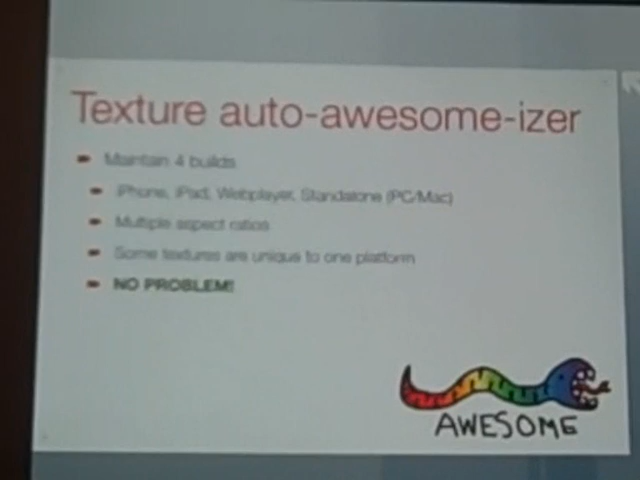 Texture auto-awesome-izer
Maintain 4 builds
iPhone, iPad, Webplayer, Standalone (PC/Mac)
Multiple aspect ratios
Some textures are unique to one platform
NO PROBLEM!
AWESOME